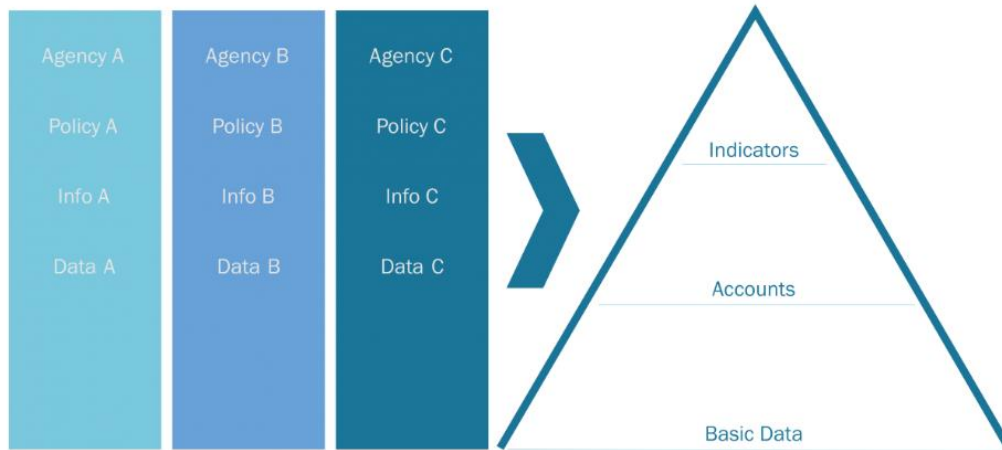 Agency A
Policy A
Info A
Data A
Agency B
Policy B
Info B
Data B
Agency C
Policy C
Info C
Data C
Indicators
Accounts
Basic Data